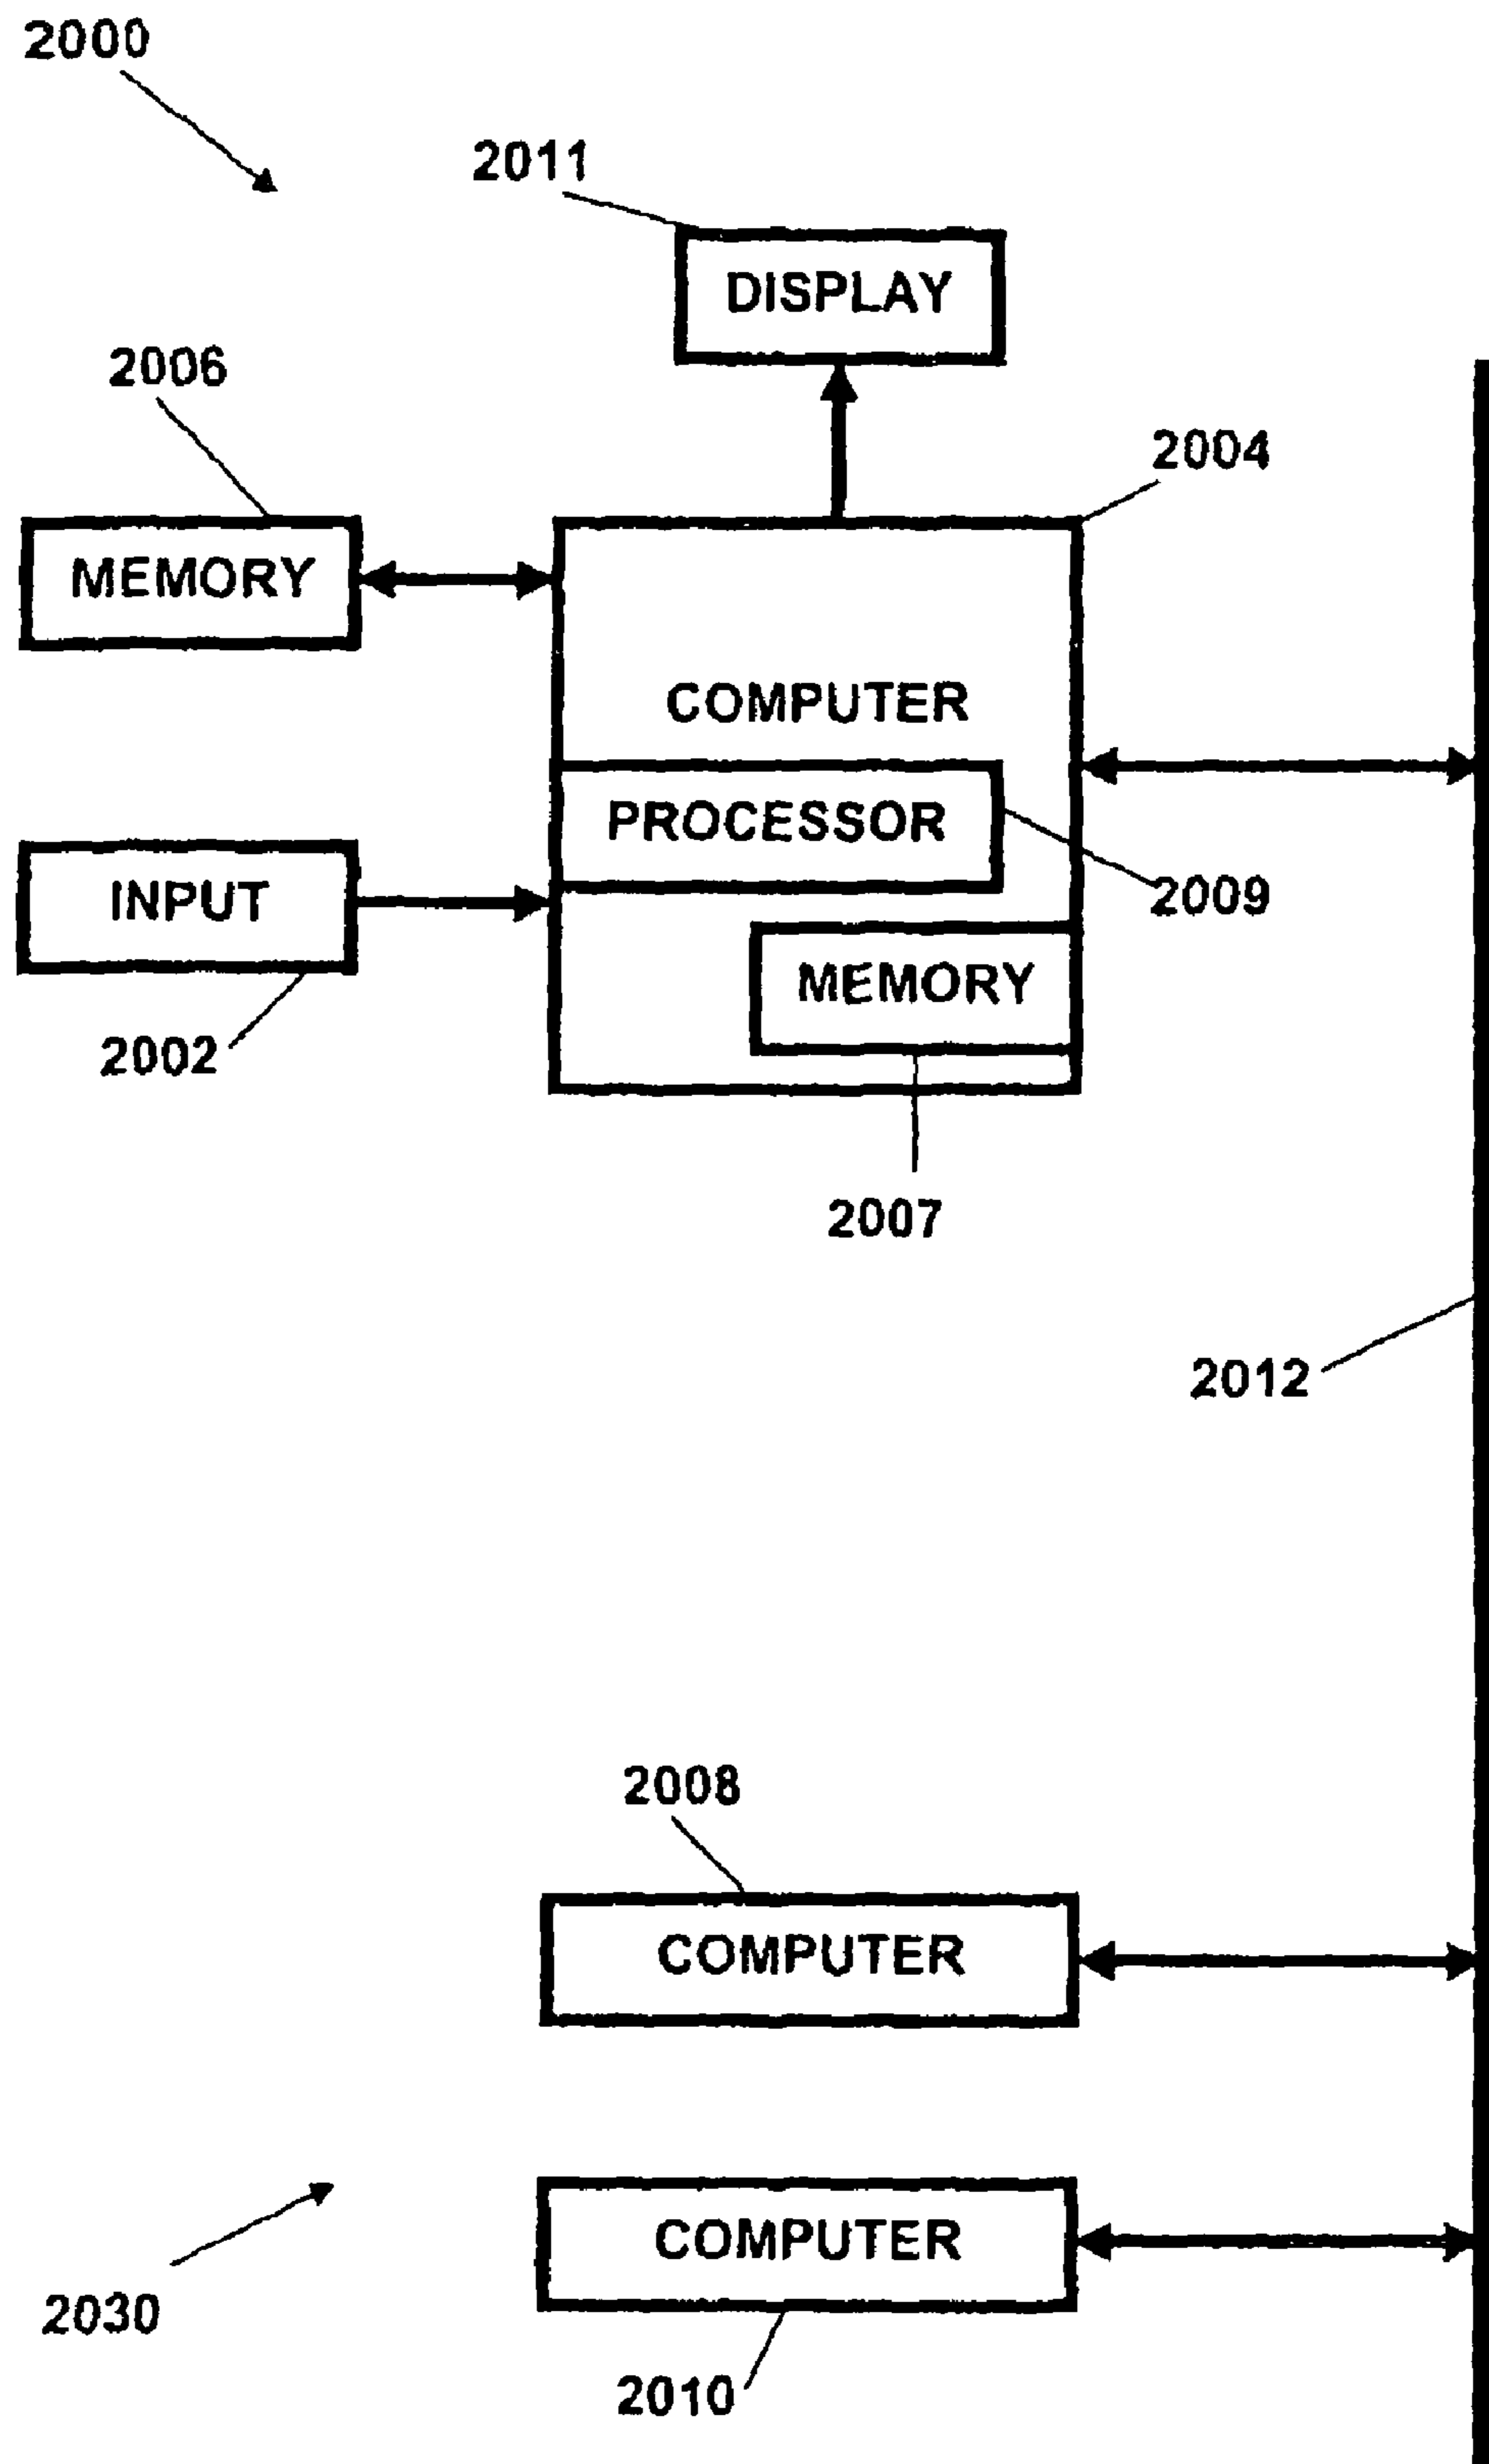 2000
2011
DISPLAY
2006
2004
MEMORY
COMPUTER
PROCESSOR
INPUT
2009
MEMORY
2002
2007
2012
2008
COMPUTER
COMPUTER
2030
2010